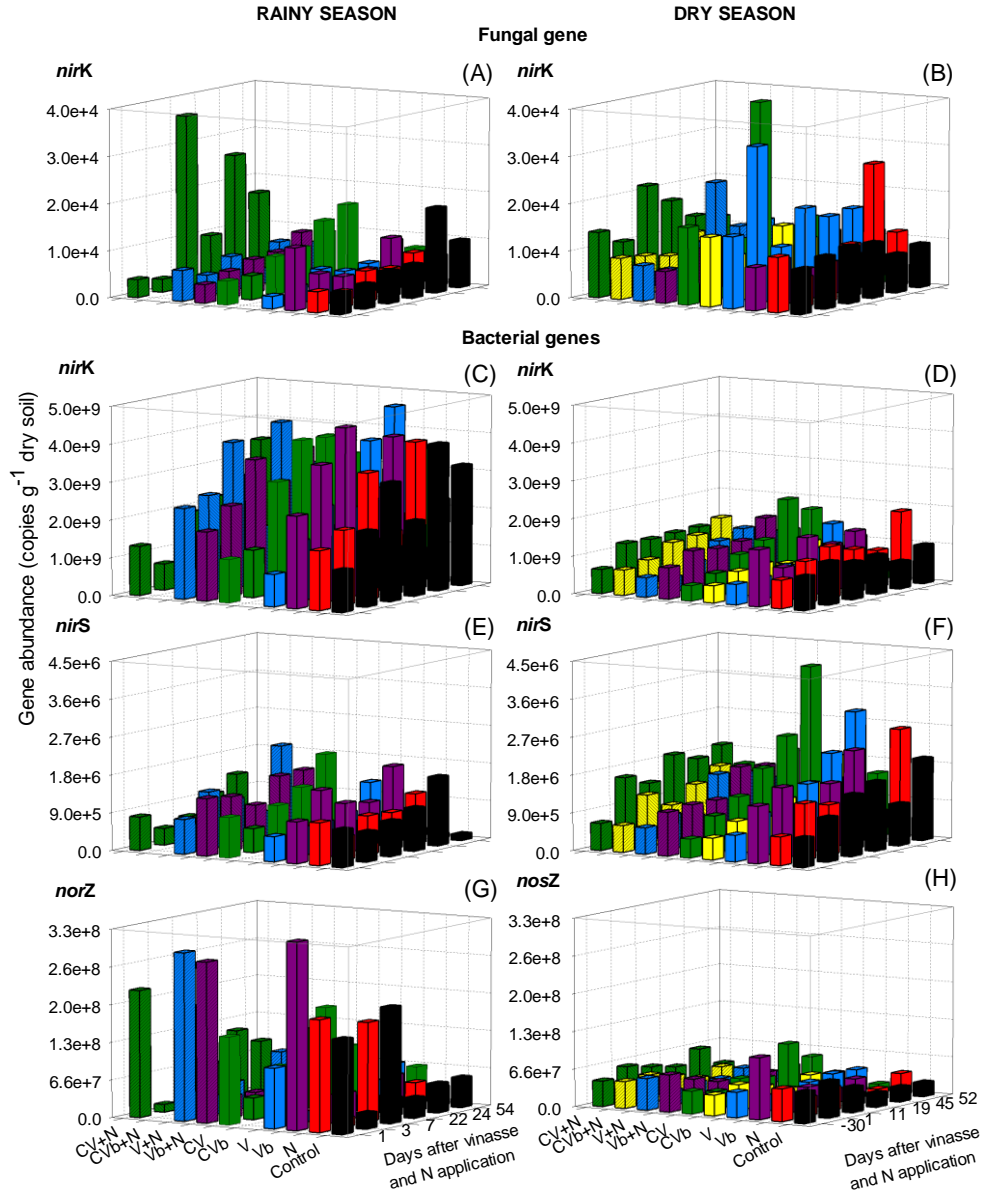 RAINY SEASON DRY SEASON
Fungal gene
nirK (A) nirK (B)
4.0e+4 4.0e+4
3.0e+4 3.0e+4
2.0e+4 2.0e+4
1.0e+4 1.0e+4
0.0 0.0
Bacterial genes
nirK (C) nirK (D)
5.0e+9 5.0e+9
4.0e+9 4.0e+9
3.0e+9 3.0e+9
2.0e+9 2.0e+9
1.0e+9 1.0e+9
0.0 0.0
Gene abundance (copies g-1 dry soil)
nirS (E) nirS (F)
4.5e+6 4.5e+6
3.6e+6 3.6e+6
2.7e+6 2.7e+6
1.8e+6 1.8e+6
9.0e+5 9.0e+5
0.0 0.0
norZ (G) nosZ (H)
3.3e+8 3.3e+8
2.6e+8 2.6e+8
2.0e+8 2.0e+8
1.3e+8 1.3e+8
6.6e+7 6.6e+7
0.0 0.0
CV+N CVb+N V+N Vb+N CV CVb V Vb N Control
1 3 7 22 24 54
Days after vinasse
and N application
CV+N CVb+N V+N Vb+N CV CVb V Vb N Control
-301 11 19 45 52
Days after vinasse
and N application